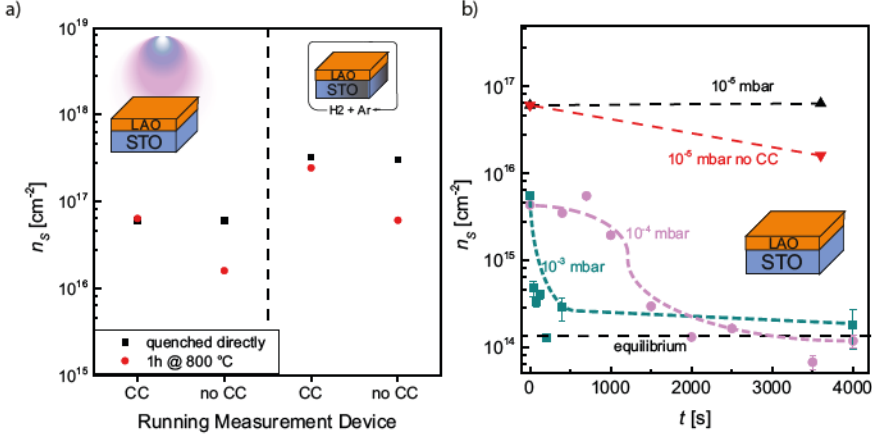 a)
10^19
10^18
10^17
10^16
10^15
n_s [cm^-2]
LAO
STO
LAO
STO
H2 + Ar
quenched directly
1h @ 800 °C
CC
no CC
CC
no CC
Running Measurement Device
b)
10^17
10^16
10^15
10^14
n_s [cm^-2]
10^-5 mbar
10^-5 mbar no CC
10^-4 mbar
10^-3 mbar
LAO
STO
equilibrium
0
1000
2000
3000
4000
t [s]